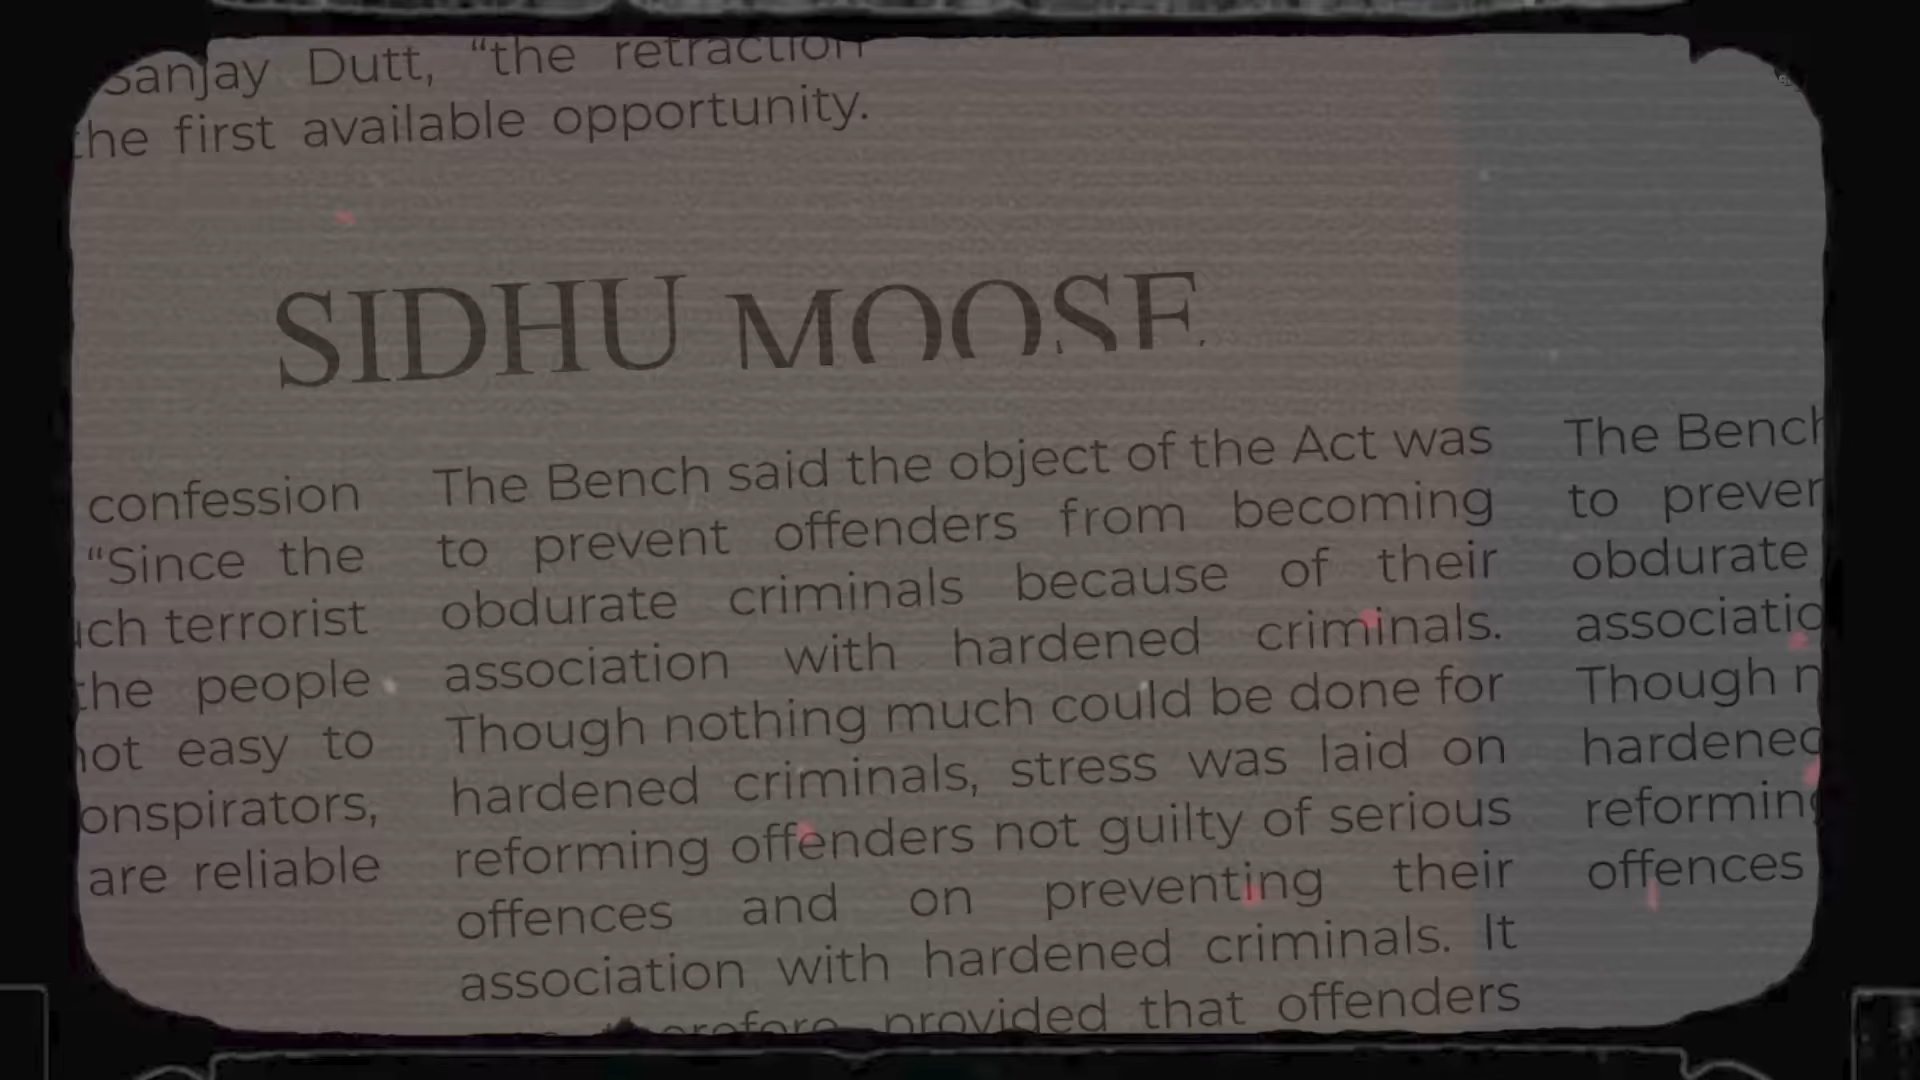 Sanjay Dutt, “the retraction
the first available opportunity.
SIDHU MOOSE
confession
“Since the
terrorist
the people
not easy to
onspirators,
are reliable
The Bench said the object of the Act was
to prevent offenders from becoming
obdurate criminals because of their
association with hardened criminals.
Though nothing much could be done for
hardened criminals, stress was laid on
reforming offenders not guilty of serious
offences and on preventing their
association with hardened criminals. It
therefore provided that offenders
The Bench
to
obdurate
Though
hardened
reforming
offences